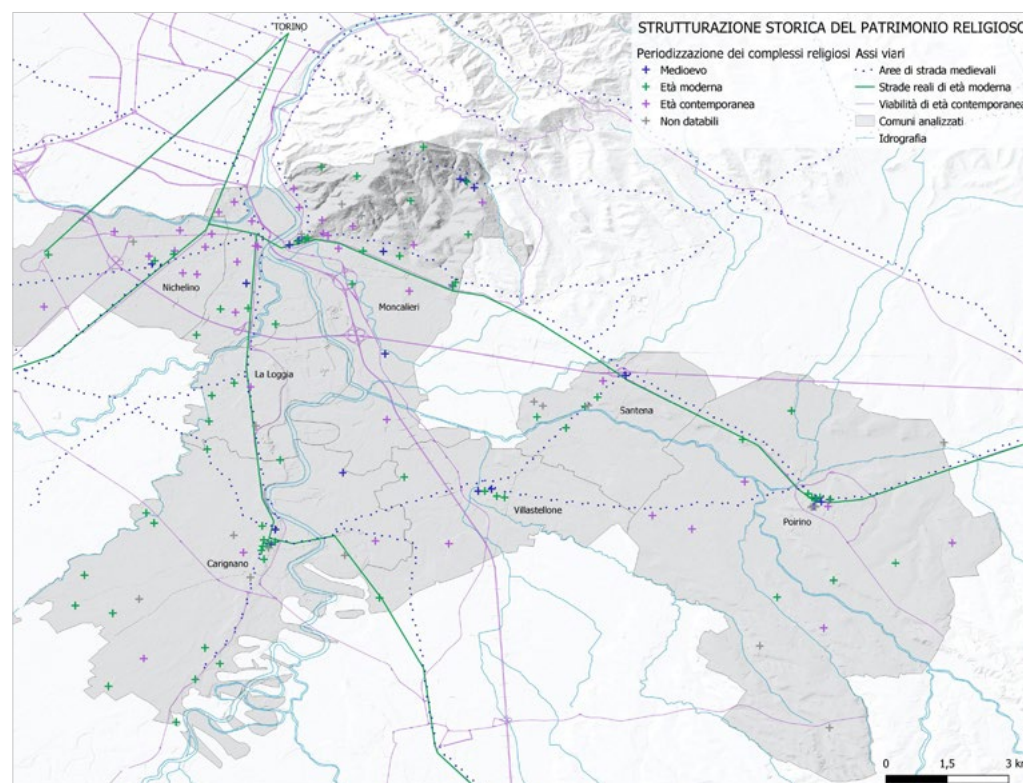 STRUTTURAZIONE STORICA DEL PATRIMONIO RELIGIOSO
Periodizzazione dei complessi religiosi
Medioevo
Età moderna
Età contemporanea
Non databili
Assi viari
Aree di strada medievali
Strade reali di età moderna
Viabilità di età contemporanea
Comuni analizzati
Idrografia
TORINO
Nichelino
Moncalieri
La Loggia
Santena
Villastellone
Poirino
Carignano
0 1,5 3 km